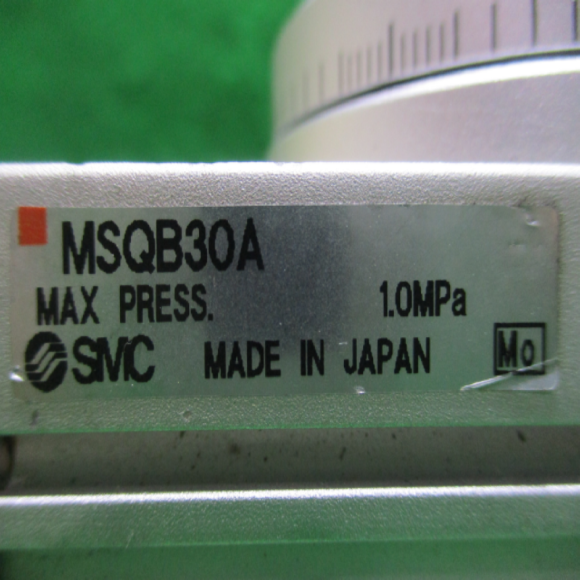 MSQB30A
MAX PRESS. 1.0MPa
SMC MADE IN JAPAN Mo